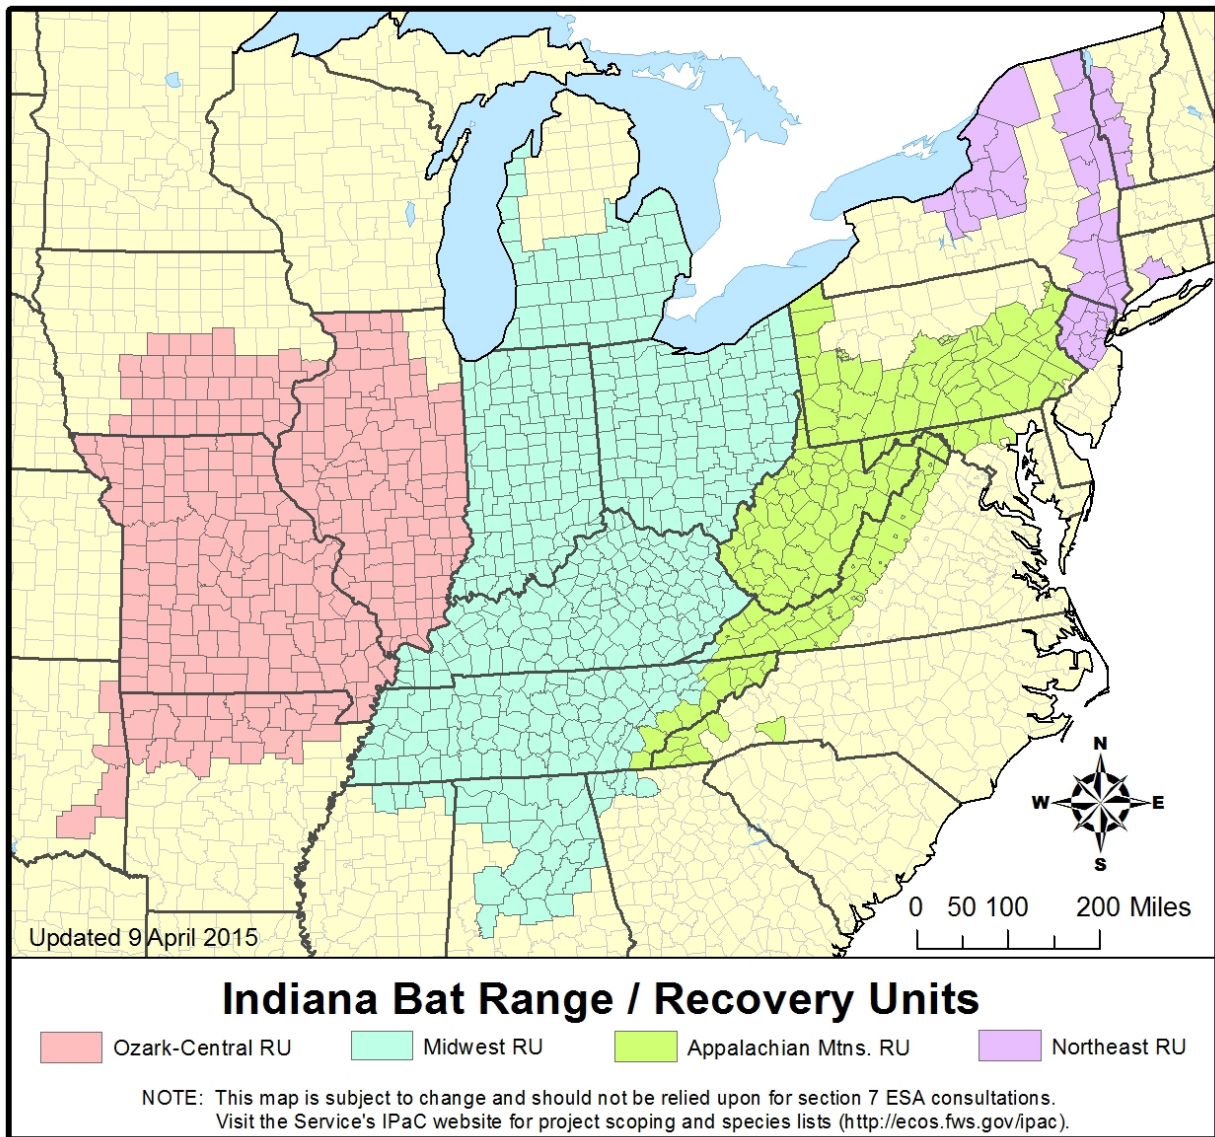 N
W E
S
0 50 100 200 Miles
Updated 9 April 2015
Indiana Bat Range / Recovery Units
Ozark-Central RU Midwest RU Appalachian Mtns. RU Northeast RU
NOTE: This map is subject to change and should not be relied upon for section 7 ESA consultations.
Visit the Service's IPaC website for project scoping and species lists (http://ecos.fws.gov/ipac).